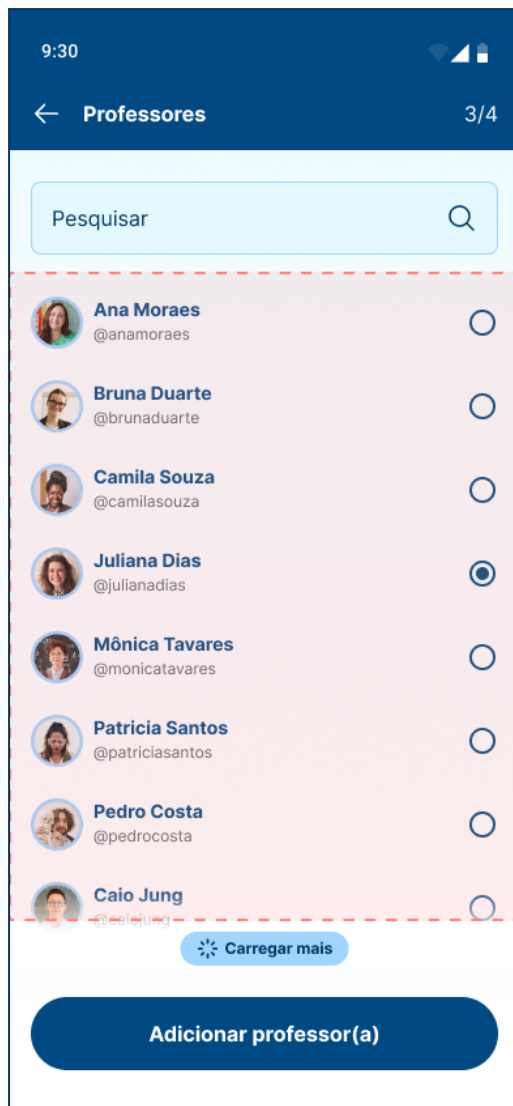 9:30
Professores 3/4
Pesquisar
Ana Moraes
@anamoraes
Bruna Duarte
@brunaduarte
Camila Souza
@camilasouza
Juliana Dias
@julianadias
Mônica Tavares
@monicatavares
Patricia Santos
@patriciasantos
Pedro Costa
@pedrocosta
Caio Jung
@caiojung
Carregar mais
Adicionar professor(a)